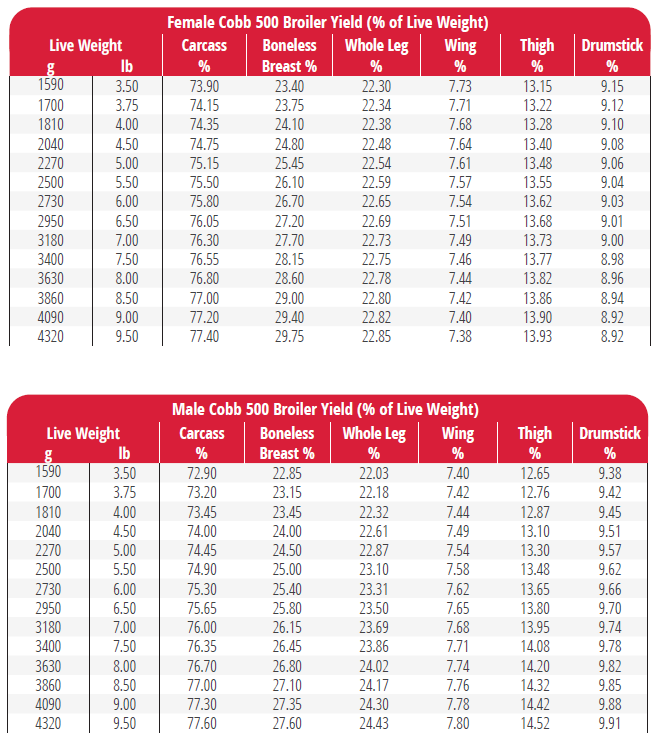 Female Cobb 500 Broiler Yield (% of Live Weight)
Live Weight Carcass Boneless Whole Leg Wing Thigh Drumstick
g lb % Breast % % % % %
1590 3.50 73.90 23.40 22.30 7.73 13.15 9.15
1700 3.75 74.15 23.75 22.34 7.71 13.22 9.12
1810 4.00 74.35 24.10 22.38 7.68 13.28 9.10
2040 4.50 74.75 24.80 22.48 7.64 13.40 9.08
2270 5.00 75.15 25.45 22.54 7.61 13.48 9.06
2500 5.50 75.50 26.10 22.59 7.57 13.55 9.04
2730 6.00 75.80 26.70 22.65 7.54 13.62 9.03
2950 6.50 76.05 27.20 22.69 7.51 13.68 9.01
3180 7.00 76.30 27.70 22.73 7.49 13.73 9.00
3400 7.50 76.55 28.15 22.75 7.46 13.77 8.98
3630 8.00 76.80 28.60 22.78 7.44 13.82 8.96
3860 8.50 77.00 29.00 22.80 7.42 13.86 8.94
4090 9.00 77.20 29.40 22.82 7.40 13.90 8.92
4320 9.50 77.40 29.75 22.85 7.38 13.93 8.92
Male Cobb 500 Broiler Yield (% of Live Weight)
Live Weight Carcass Boneless Whole Leg Wing Thigh Drumstick
g lb % Breast % % % % %
1590 3.50 72.90 22.85 22.03 7.40 12.65 9.38
1700 3.75 73.20 23.15 22.18 7.42 12.76 9.42
1810 4.00 73.45 23.45 22.32 7.44 12.87 9.45
2040 4.50 74.00 24.00 22.61 7.49 13.10 9.51
2270 5.00 74.45 24.50 22.87 7.54 13.30 9.57
2500 5.50 74.90 25.00 23.10 7.58 13.48 9.62
2730 6.00 75.30 25.40 23.31 7.62 13.65 9.66
2950 6.50 75.65 25.80 23.50 7.65 13.80 9.70
3180 7.00 76.00 26.15 23.69 7.68 13.95 9.74
3400 7.50 76.35 26.45 23.86 7.71 14.08 9.78
3630 8.00 76.70 26.80 24.02 7.74 14.20 9.82
3860 8.50 77.00 27.10 24.17 7.76 14.32 9.85
4090 9.00 77.30 27.35 24.30 7.78 14.42 9.88
4320 9.50 77.60 27.60 24.43 7.80 14.52 9.91